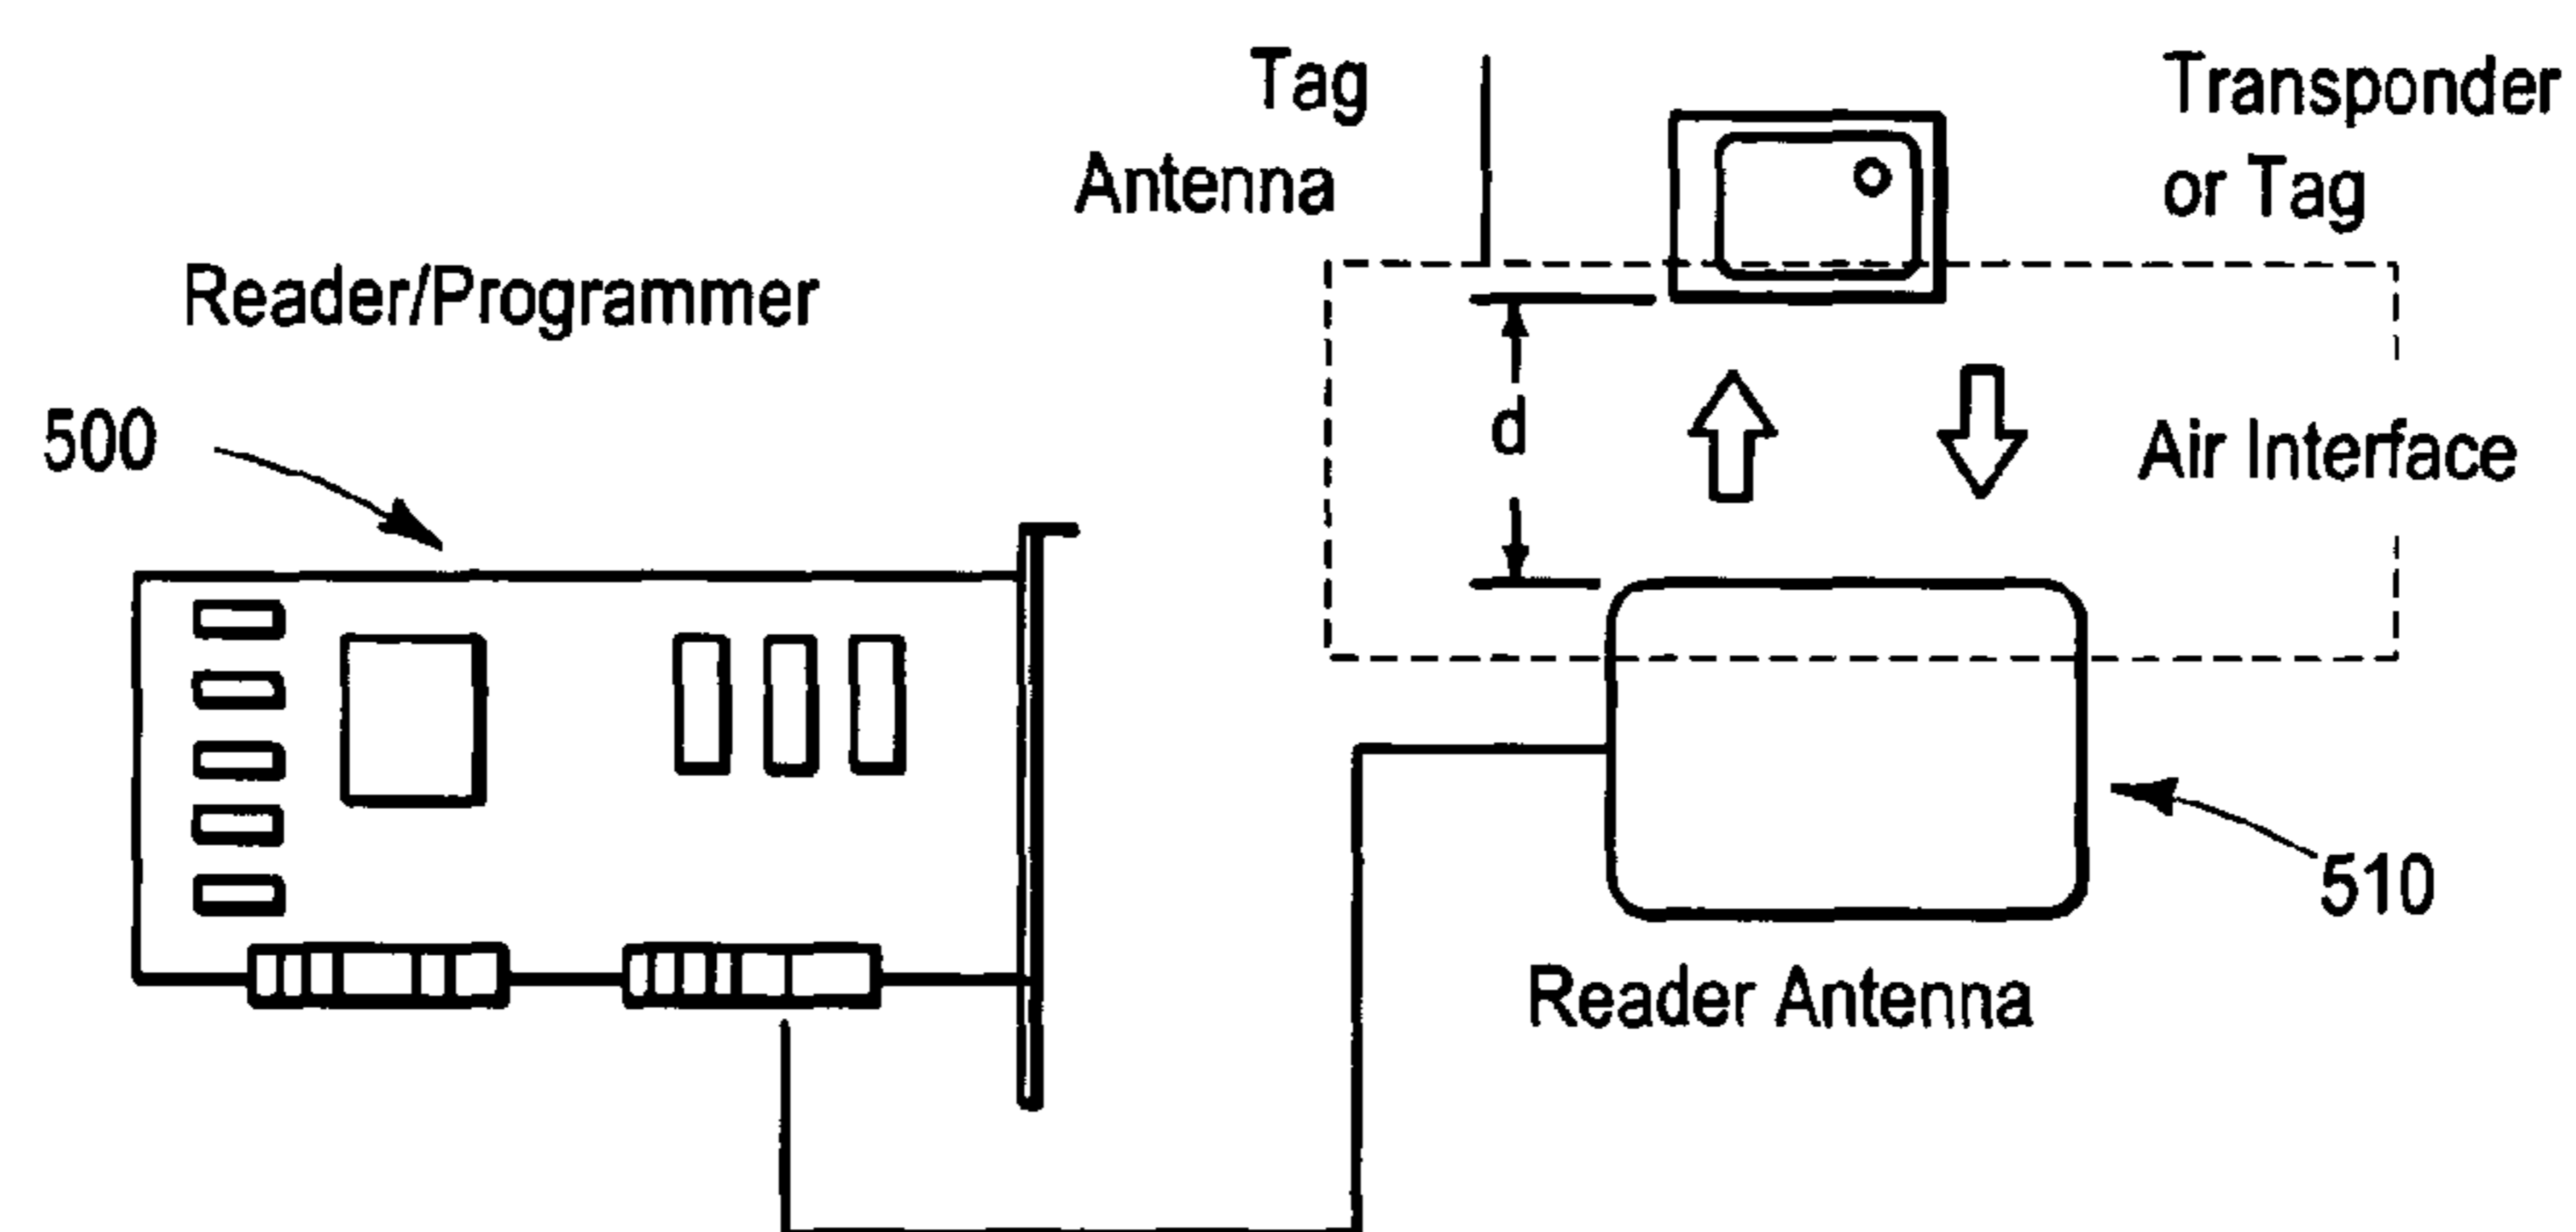 Tag
Antenna
Transponder
or Tag
Reader/Programmer
500
d
Air Interface
510
Reader Antenna